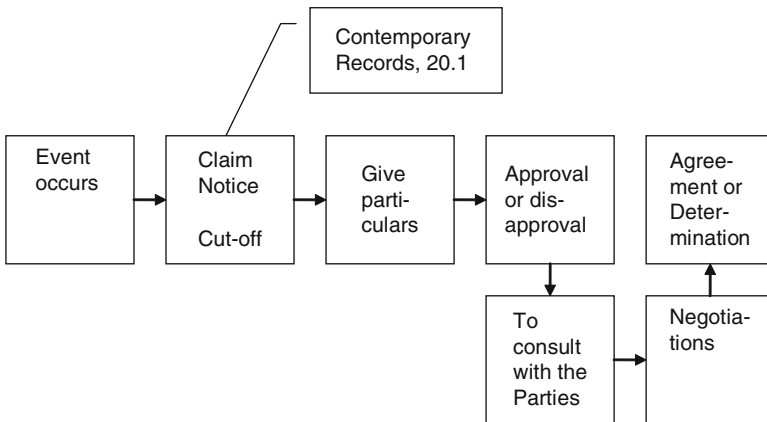 Contemporary
Records, 20.1
Event
occurs
Claim
Notice
Cut-off
Give
parti-
culars
Approval
or dis-
approval
Agree-
ment or
Deter-
mination
To
consult
with the
Parties
Negotia-
tions